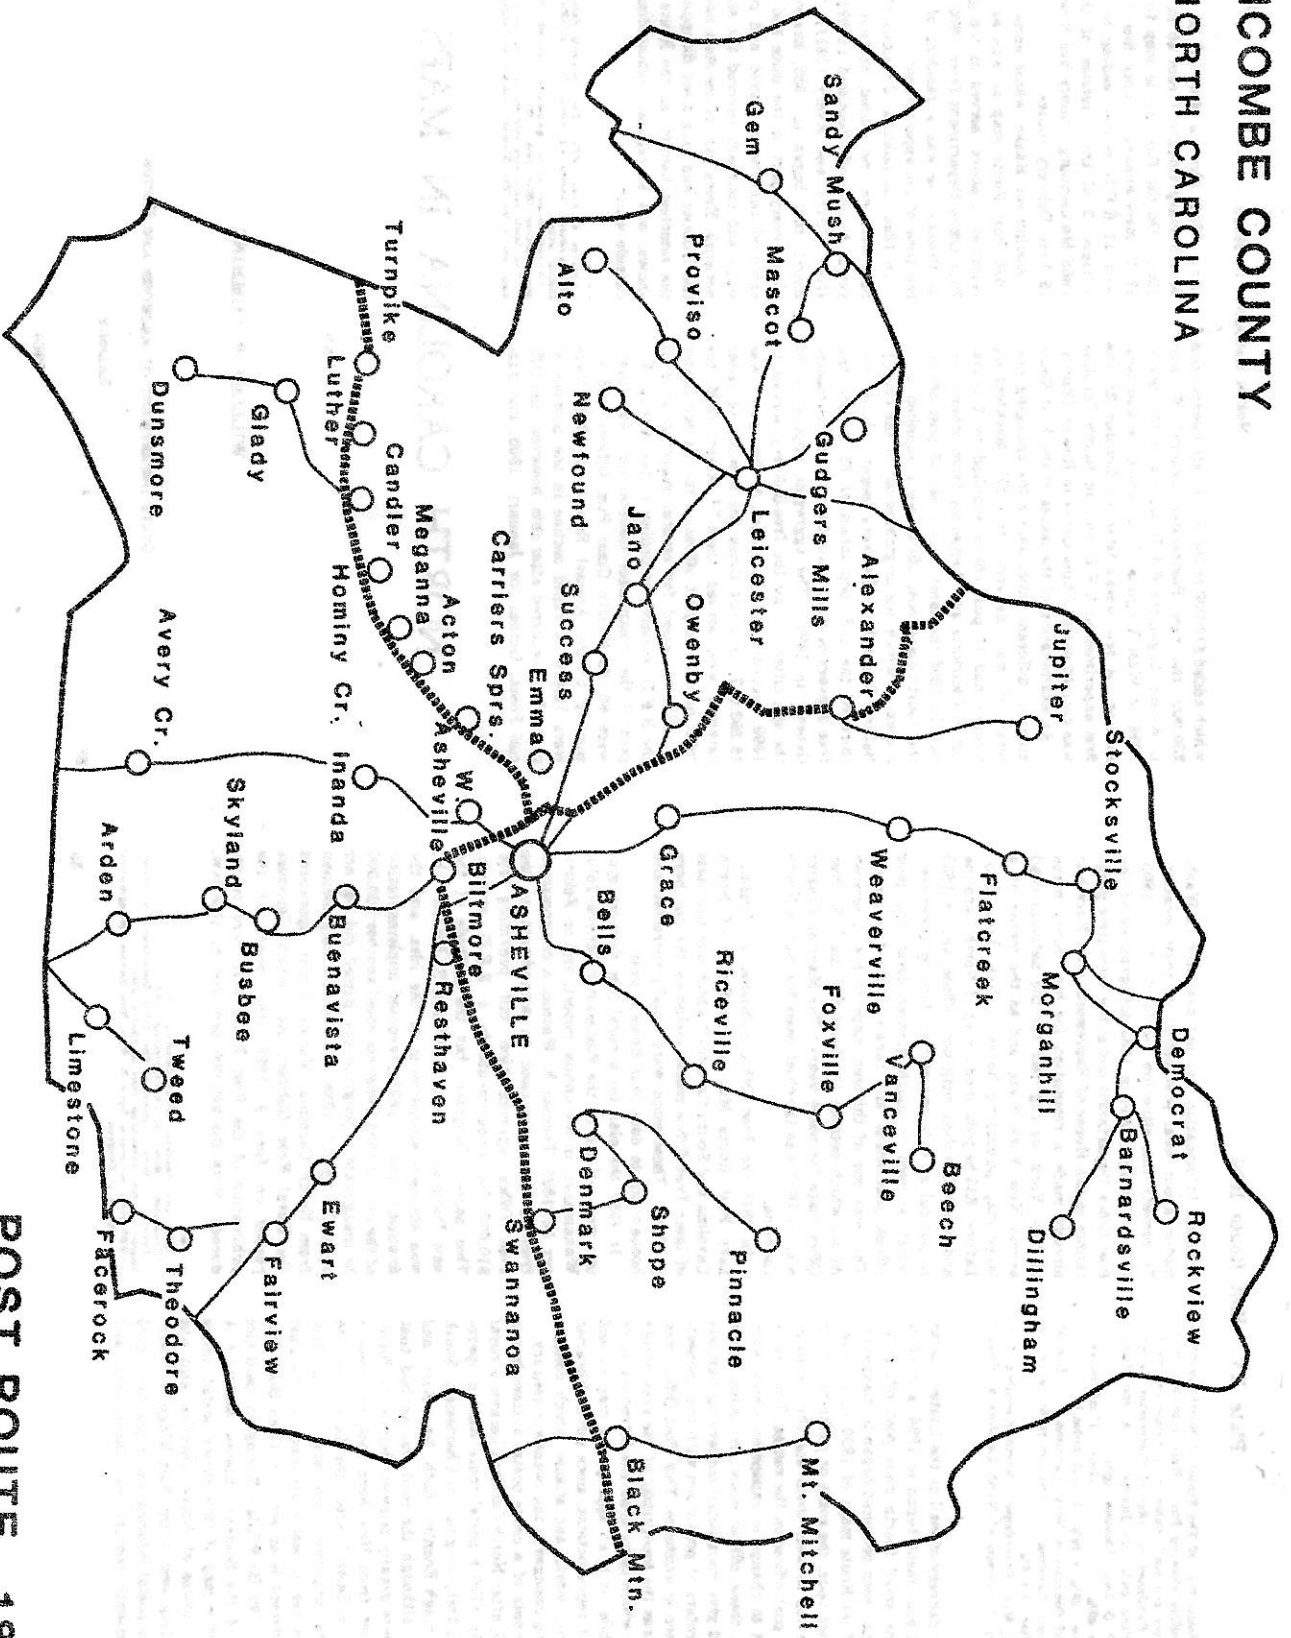 COMBE COUNTY
ORTH CAROLINA
Rockview
Democrat
Barnardsville
Stocksville
Jupiter
Morganhill
Dillingham
Flatcreek
Beech
Vanceville
Weaverville
Alexander
Foxville
Sandy Mush
Gudgers Mills
Mt. Mitchell
Mascot
Gem
Leicester
Riceville
Pinnacle
Proviso
Owenby
Grace
Shope
Jano
Black Mtn.
Bells
Newfound
Denmark
Alto
Success
Emma
ASHEVILLE
Swannanoa
Carriers Sprs.
W.
Asheville
Biltmore
Acton
Resthaven
Meganna
Candler
Turnpike
Luther
Hominy Cr.
Inanda
Buenavista
Ewart
Glady
Fairview
Busbee
Skyland
Dunsmore
Avery Cr.
Tweed
Theodore
Arden
Facerock
Limestone
POST ROUTE